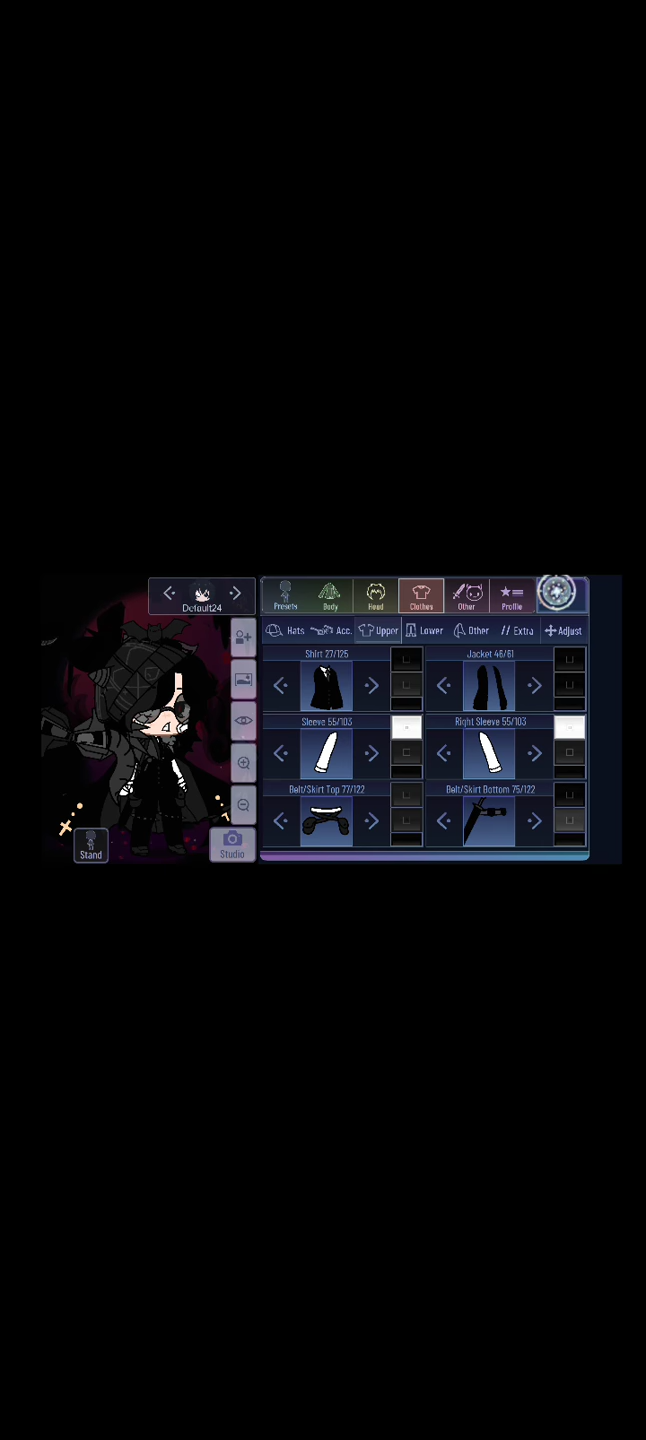 Default24
Presets
Body
Head
Clothes
Other
Profile
Hats
Acc.
Upper
Lower
Other
Extra
Adjust
Shirt 27/125
Jacket 46/61
Sleeve 55/103
Right Sleeve 55/103
Belt/Skirt Top 77/122
Belt/Skirt Bottom 75/122
Stand
Studio